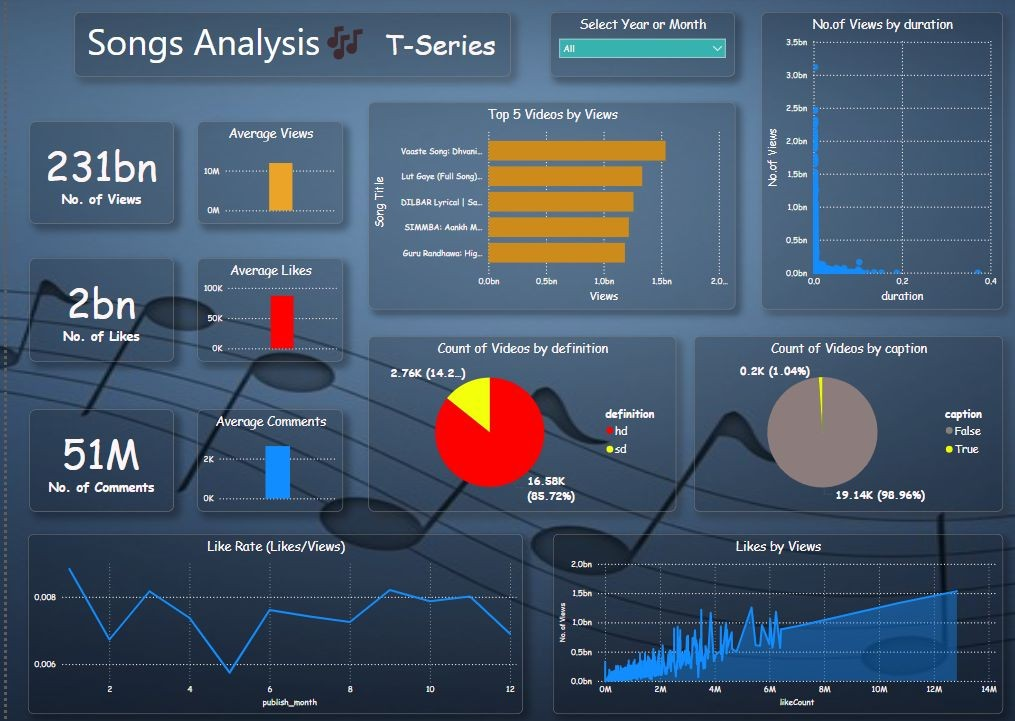 Songs Analysis
T-Series
Select Year or Month
All
231bn
No. of Views
Average Views
10M
0M
2bn
No. of Likes
Average Likes
100K
50K
0K
51M
No. of Comments
Average Comments
2K
0K
Top 5 Videos by Views
Song Title
Vaaste Song: Dhvani...
Lut Gaye (Full Song)...
DILBAR Lyrical | Sa...
SIMMBA: Aankh M...
Guru Randhawa: Hig...
0.0bn 0.5bn 1.0bn 1.5bn 2.0...
Views
No.of Views by duration
No.of Views
3.5bn
3.0bn
2.5bn
2.0bn
1.5bn
1.0bn
0.5bn
0.0bn
0.0 0.2 0.4
duration
Count of Videos by definition
2.76K (14.2...)
16.58K
(85.72%)
definition
hd
sd
Count of Videos by caption
0.2K (1.04%)
19.14K (98.96%)
caption
False
True
Like Rate (Likes/Views)
0.008
0.006
2 4 6 8 10 12
publish_month
Likes by Views
No. of Views
2.0bn
1.5bn
1.0bn
0.5bn
0.0bn
0M 2M 4M 6M 8M 10M 12M 14M
likeCount